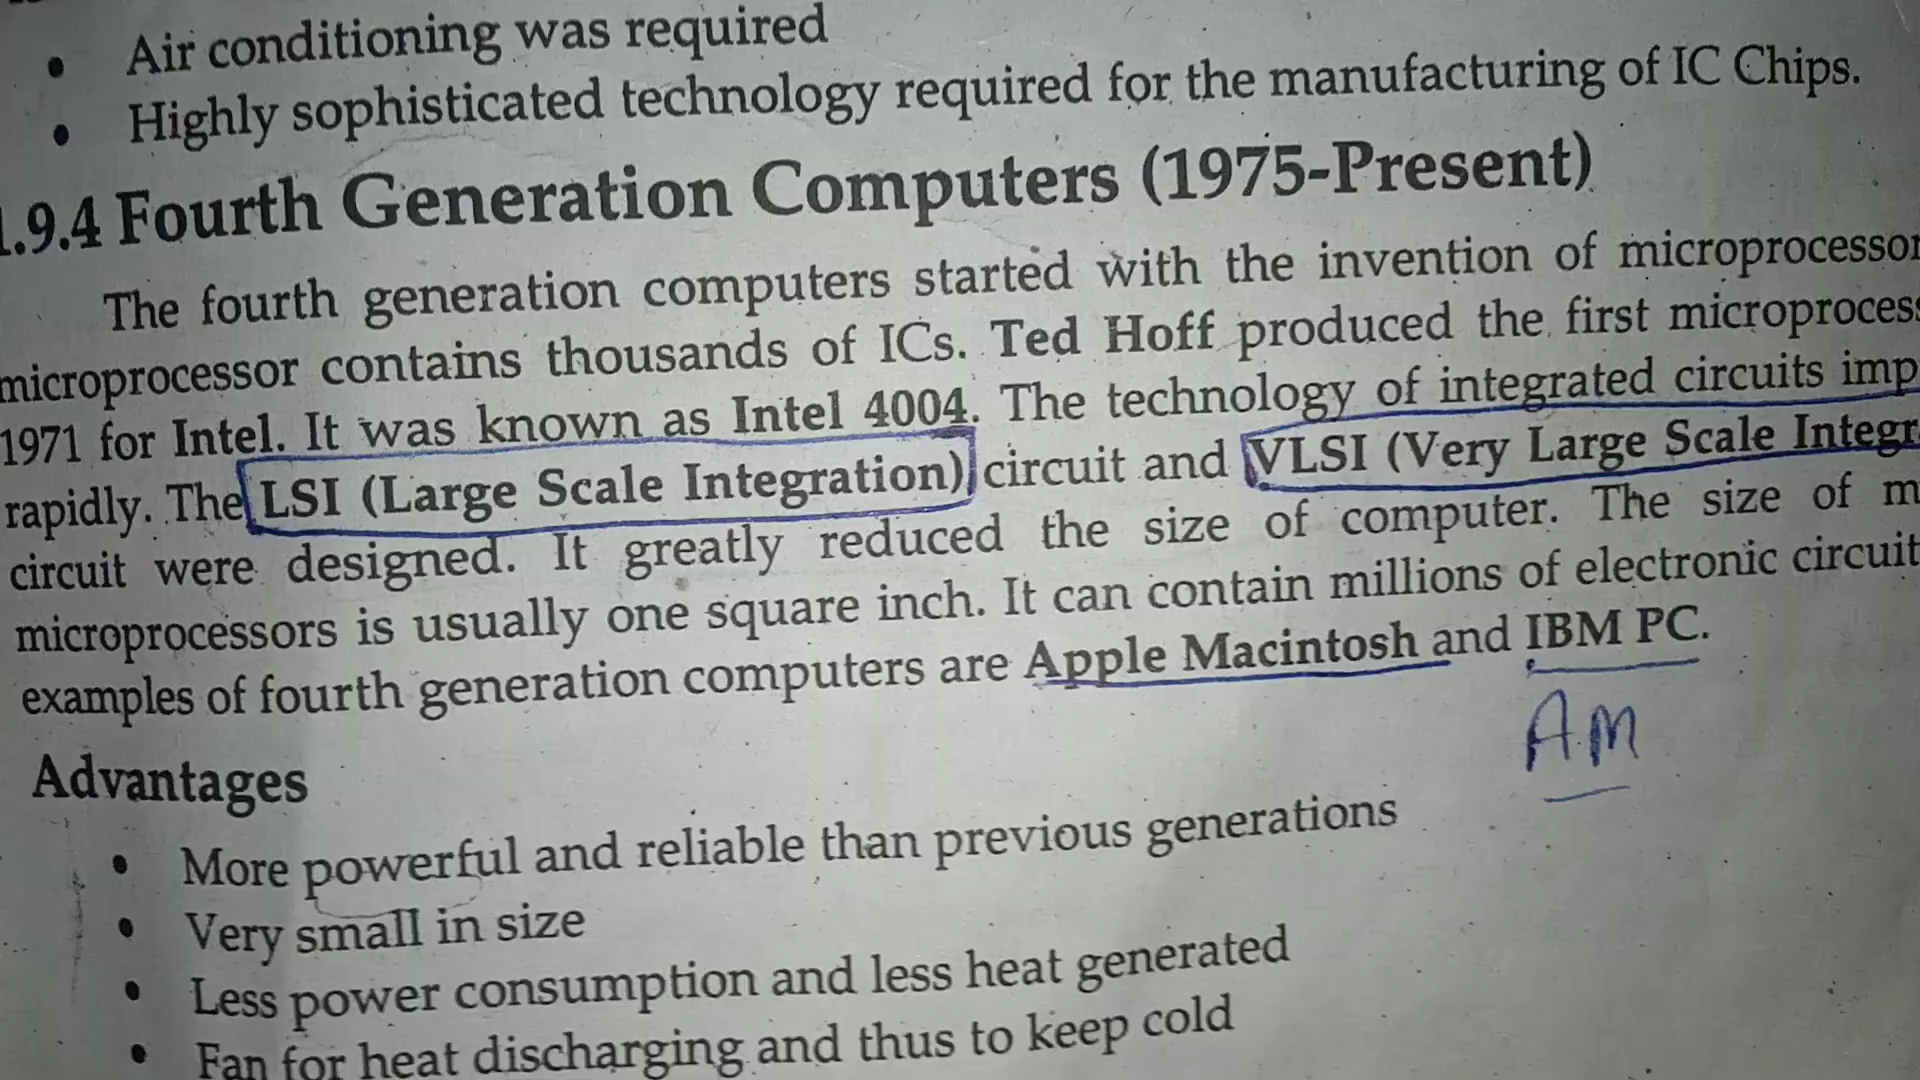 Air conditioning was required
Highly sophisticated technology required for the manufacturing of IC Chips.
1.9.4 Fourth Generation Computers (1975-Present)
The fourth generation computers started with the invention of microprocessor
microprocessor contains thousands of ICs. Ted Hoff produced the first microprocess
1971 for Intel. It was known as Intel 4004. The technology of integrated circuits imp
rapidly. The LSI (Large Scale Integration) circuit and VLSI (Very Large Scale Integr
circuit were designed. It greatly reduced the size of computer. The size of m
microprocessors is usually one square inch. It can contain millions of electronic circuit
examples of fourth generation computers are Apple Macintosh and IBM PC.
A.M
Advantages
More powerful and reliable than previous generations
Very small in size
Less power consumption and less heat generated
Fan for heat discharging and thus to keep cold